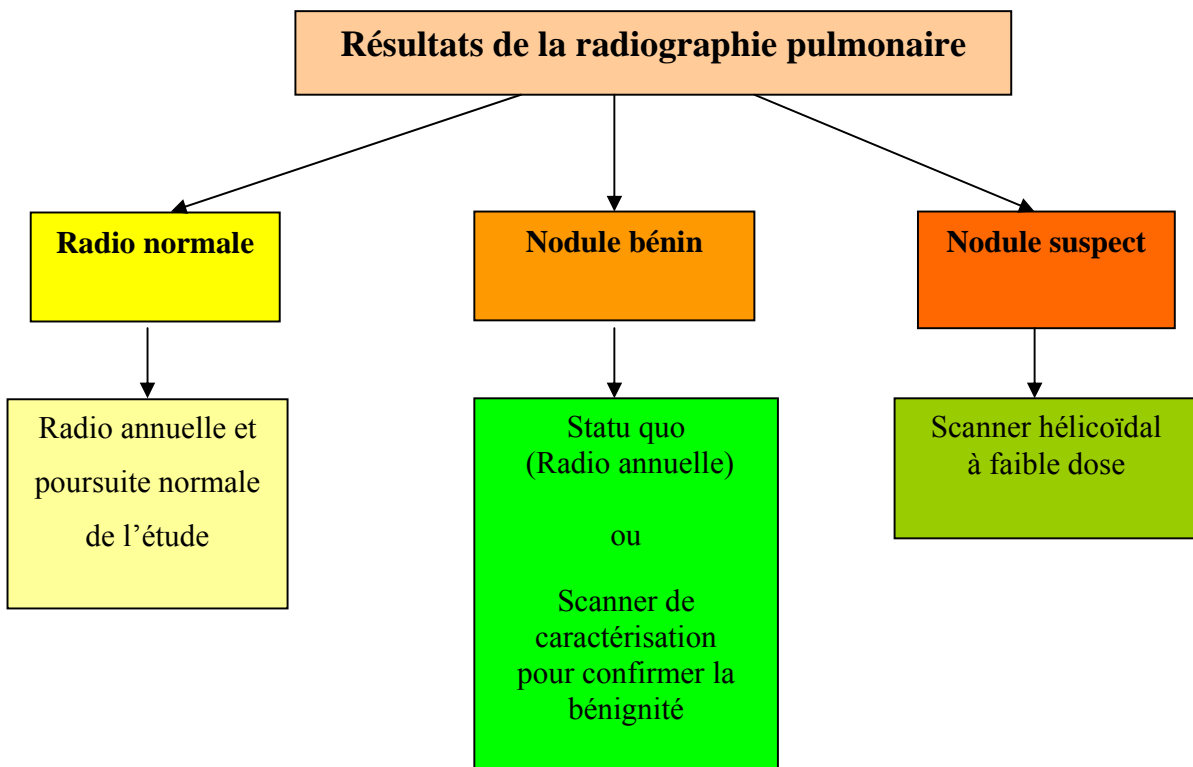 Résultats de la radiographie pulmonaire
Radio normale
Nodule bénin
Nodule suspect
Radio annuelle et
poursuite normale
de l’étude
Statu quo
(Radio annuelle)
ou
Scanner de
caractérisation
pour confirmer la
bénignité
Scanner hélicoïdal
à faible dose